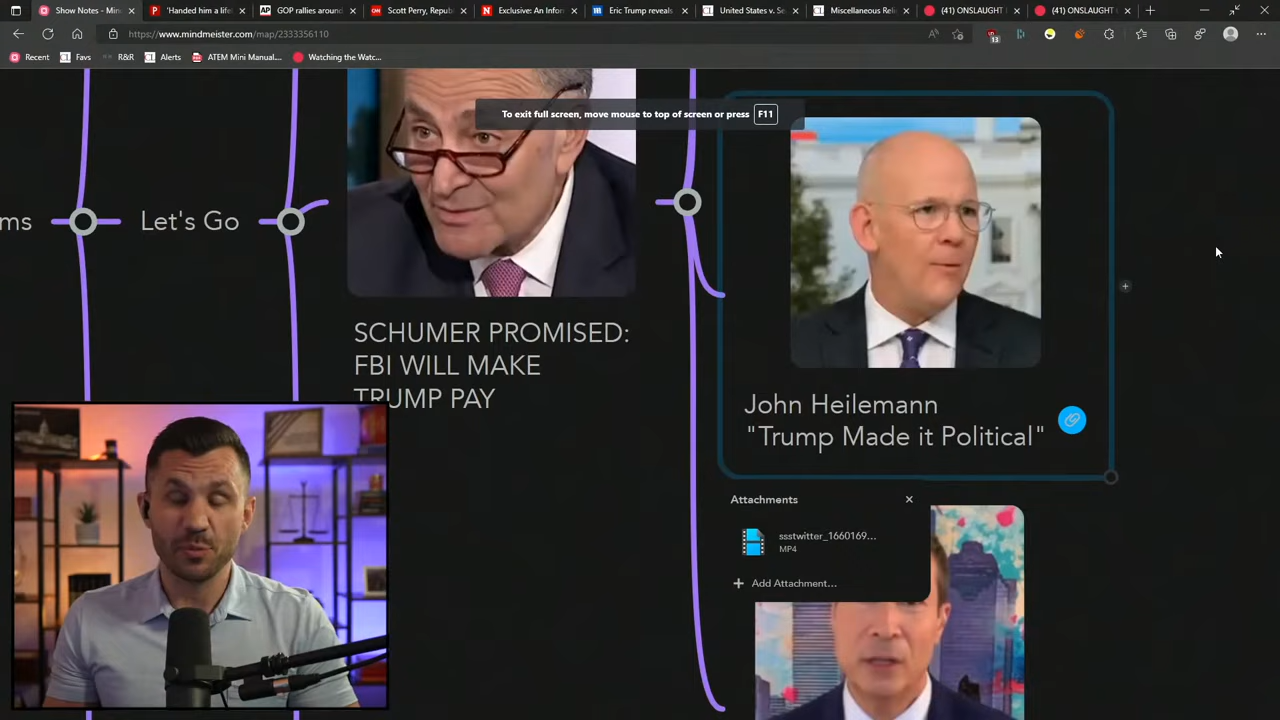 Show Notes - Min
'Handed him a life
GOP rallies around
Scott Perry, Repub
Exclusive: An Infor
Eric Trump reveals
United States v. Se
Miscellaneous Rele
(41) ONSLAUGHT
(41) ONSLAUGHT
https://www.mindmeister.com/map/2333356110
13
Recent
Favs
R&R
Alerts
ATEM Mini Manual....
Watching the Watc...
To exit full screen, move mouse to top of screen or press F11
ms
Let's Go
SCHUMER PROMISED:
FBI WILL MAKE
TRUMP PAY
John Heilemann
"Trump Made it Political"
Attachments
ssstwitter_1660169...
MP4
Add Attachment...